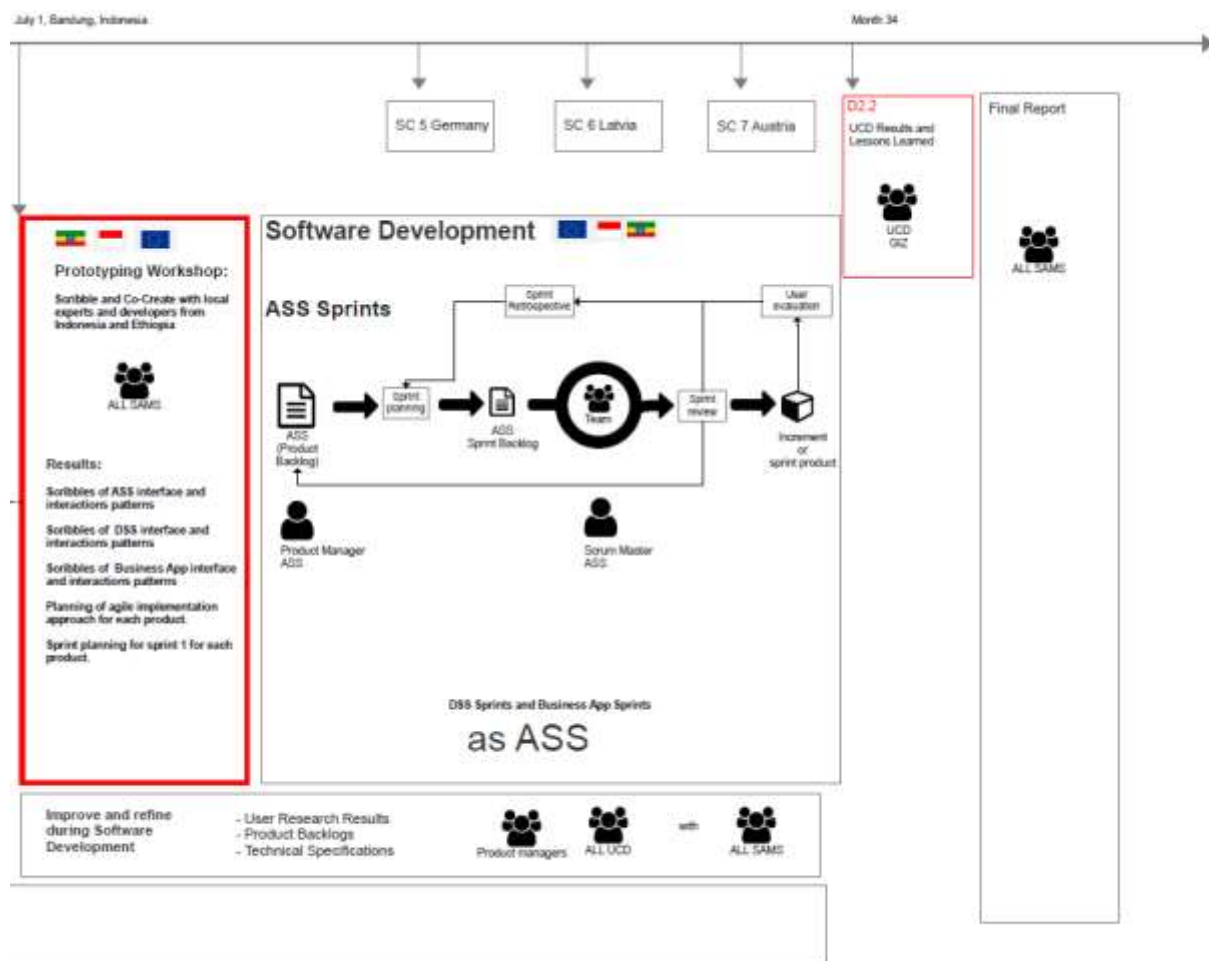 July 1, Bandung, Indonesia
Month 34
SC 5 Germany
SC 6 Latvia
SC 7 Austria
D2.2
UCD Results and
Lessons Learned
UCD
GIZ
Final Report
ALL SAMS
Prototyping Workshop:
Scribble and Co-Create with local
experts and developers from
Indonesia and Ethiopia
ALL SAMS
Results:
Scribbles of ASS interface and
interactions patterns
Scribbles of DSS interface and
interactions patterns
Scribbles of Business App interface
and interactions patterns
Planning of agile implementation
approach for each product.
Sprint planning for sprint 1 for each
product.
Software Development
ASS Sprints
Sprint
Retrospective
User
evaluation
ASS
(Product
Backlog)
Sprint
planning
ASS
Sprint Backlog
Team
Sprint
review
Increment
or
sprint product
Product Manager
ASS
Scrum Master
ASS
DSS Sprints and Business App Sprints
as ASS
Improve and refine
during Software
Development
- User Research Results
- Product Backlogs
- Technical Specifications
Product managers
ALL UCD
with
ALL SAMS